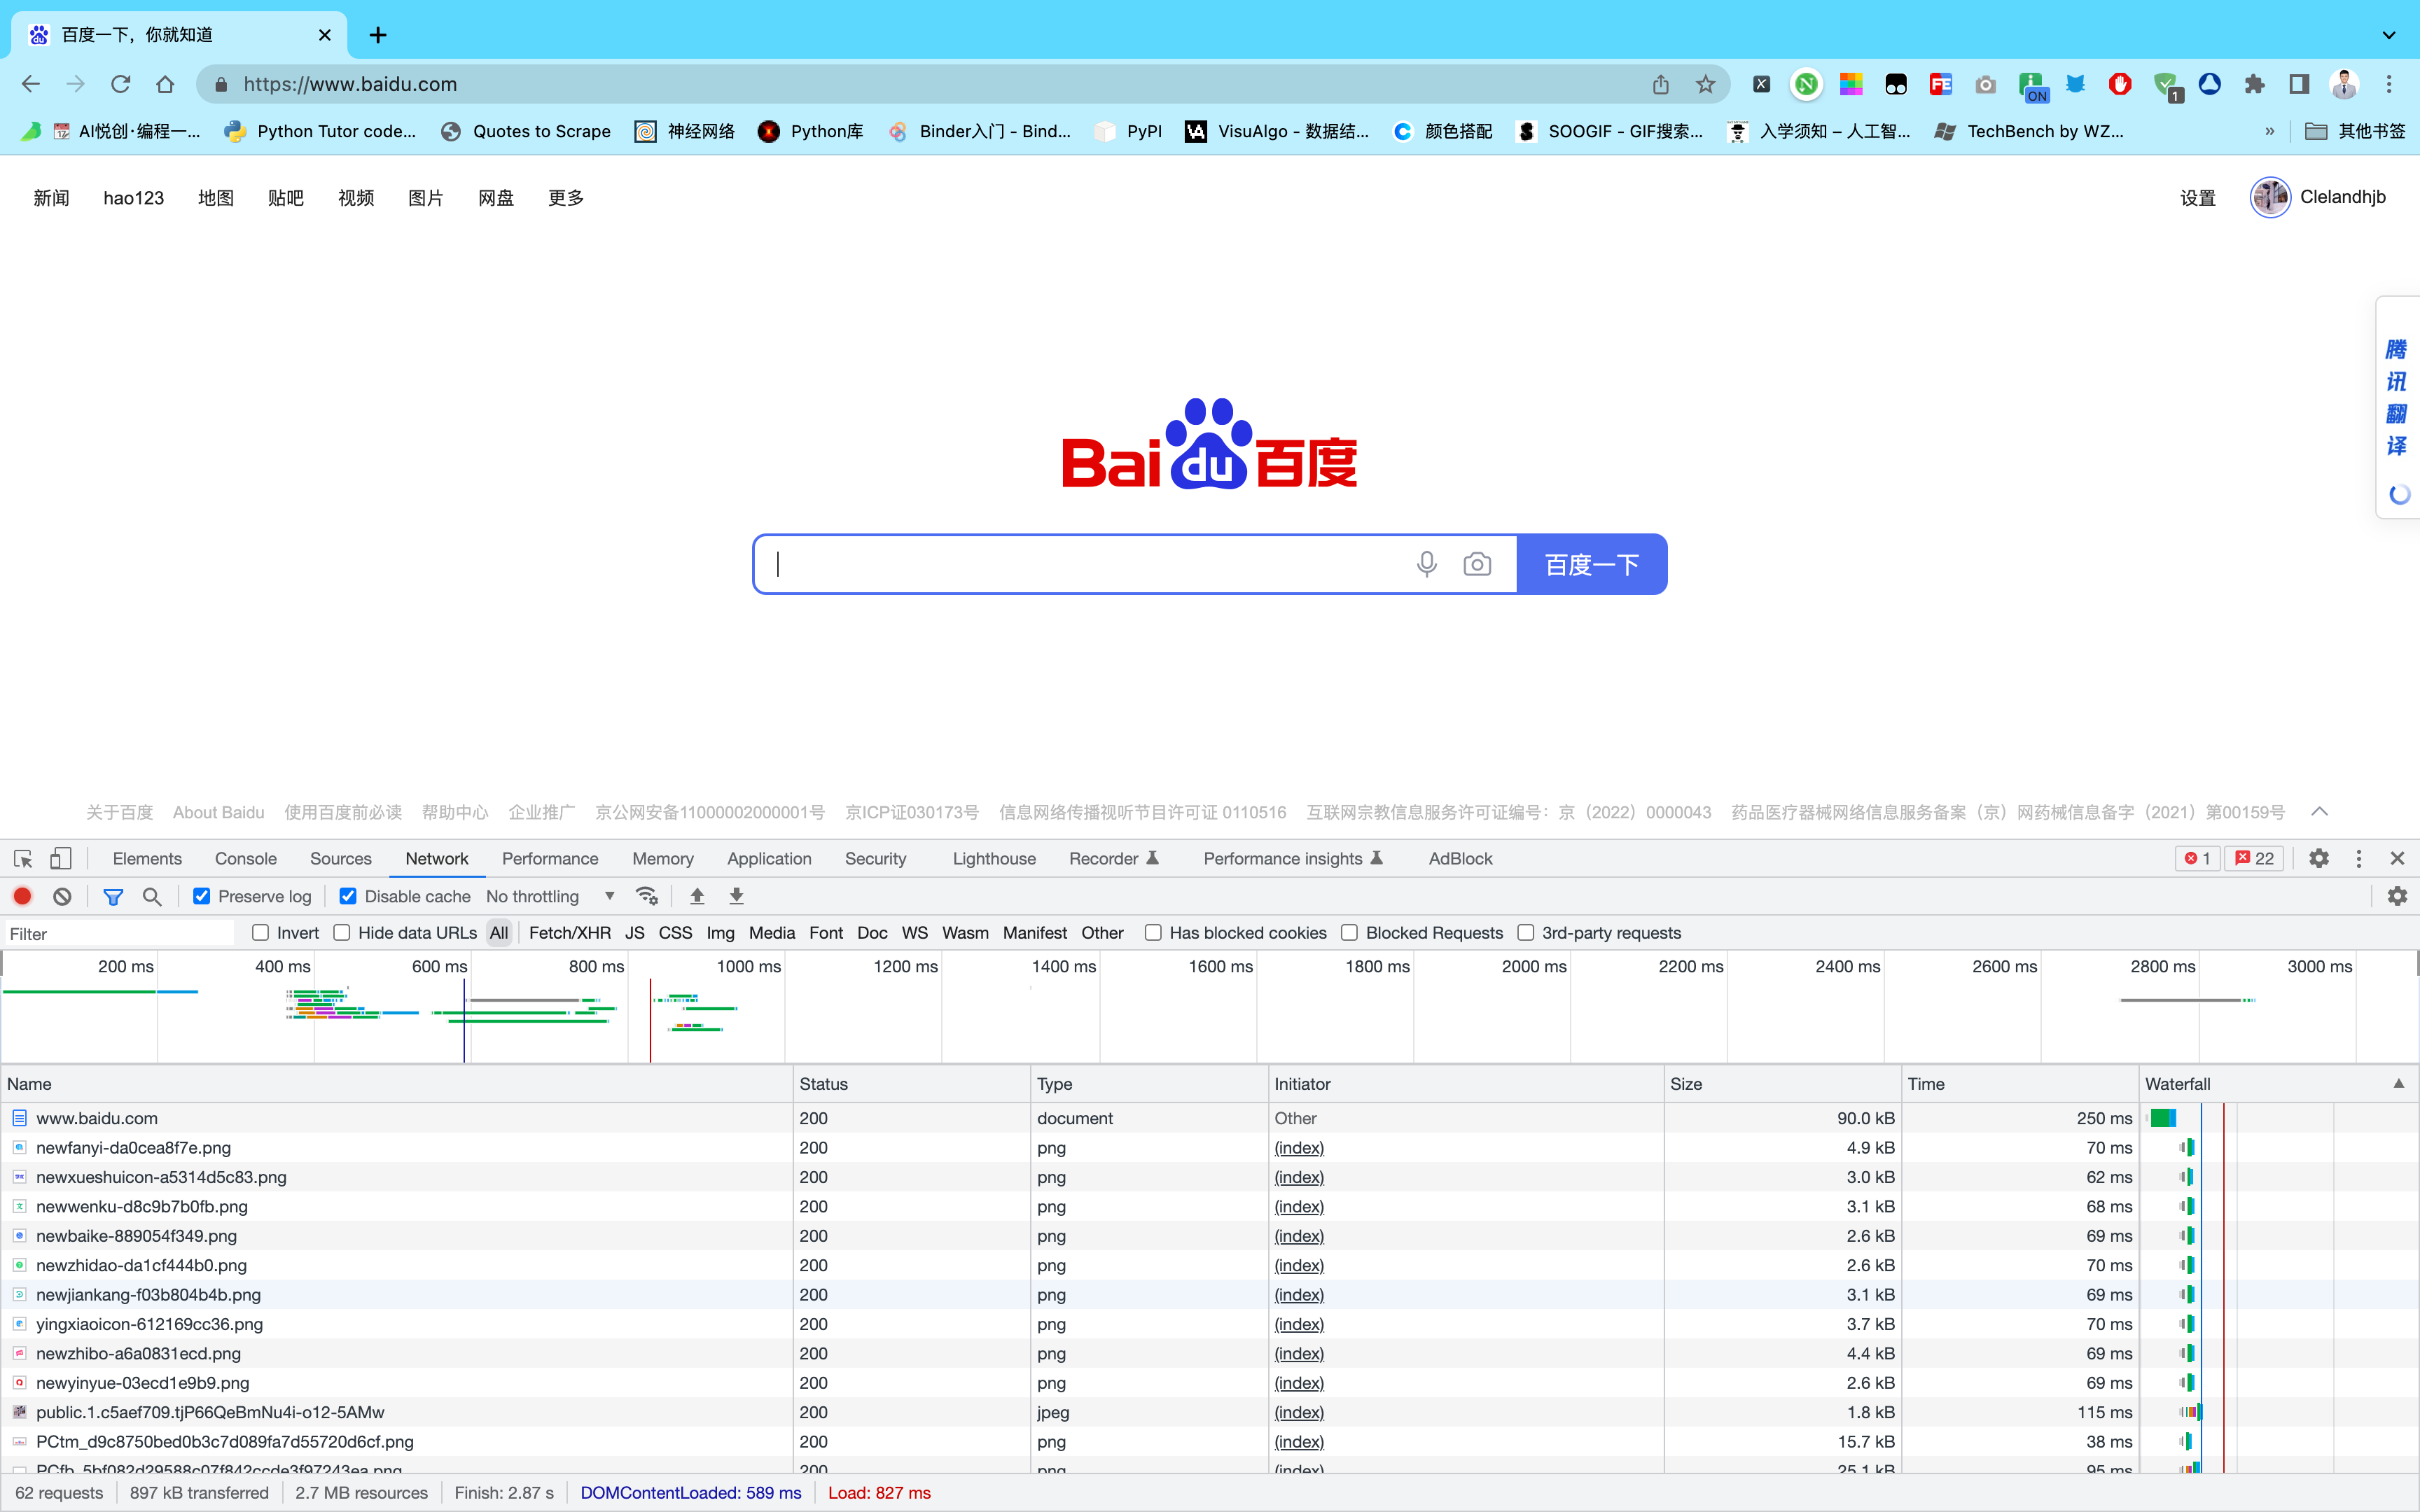 百度一下，你就知道
https://www.baidu.com
ON
1
AI悦创·编程一... Python Tutor code... Quotes to Scrape 神经网络 Python库 Binder入门 - Bind... PyPI VisuAlgo - 数据结... 颜色搭配 SOOGIF - GIF搜索... 入学须知 – 人工智... TechBench by WZ... » 其他书签
新闻 hao123 地图 贴吧 视频 图片 网盘 更多 设置 Clelandhjb
腾讯翻译
Bai du 百度
百度一下
关于百度 About Baidu 使用百度前必读 帮助中心 企业推广 京公网安备11000002000001号 京ICP证030173号 信息网络传播视听节目许可证 0110516 互联网宗教信息服务许可证编号：京（2022）0000043 药品医疗器械网络信息服务备案（京）网药械信息备字（2021）第00159号
Elements Console Sources Network Performance Memory Application Security Lighthouse Recorder Performance insights AdBlock 1 22
Preserve log Disable cache No throttling
Filter Invert Hide data URLs All Fetch/XHR JS CSS Img Media Font Doc WS Wasm Manifest Other Has blocked cookies Blocked Requests 3rd-party requests
200 ms 400 ms 600 ms 800 ms 1000 ms 1200 ms 1400 ms 1600 ms 1800 ms 2000 ms 2200 ms 2400 ms 2600 ms 2800 ms 3000 ms
Name Status Type Initiator Size Time Waterfall
www.baidu.com 200 document Other 90.0 kB 250 ms
newfanyi-da0cea8f7e.png 200 png (index) 4.9 kB 70 ms
newxueshuicon-a5314d5c83.png 200 png (index) 3.0 kB 62 ms
newwenku-d8c9b7b0fb.png 200 png (index) 3.1 kB 68 ms
newbaike-889054f349.png 200 png (index) 2.6 kB 69 ms
newzhidao-da1cf444b0.png 200 png (index) 2.6 kB 70 ms
newjiankang-f03b804b4b.png 200 png (index) 3.1 kB 69 ms
yingxiaoicon-612169cc36.png 200 png (index) 3.7 kB 70 ms
newzhibo-a6a0831ecd.png 200 png (index) 4.4 kB 69 ms
newyinyue-03ecd1e9b9.png 200 png (index) 2.6 kB 69 ms
public.1.c5aef709.tjP66QeBmNu4i-o12-5AMw 200 jpeg (index) 1.8 kB 115 ms
PCtm_d9c8750bed0b3c7d089fa7d55720d6cf.png 200 png (index) 15.7 kB 38 ms
PCfb_5bf082d29588c07f842ccde3f97243ea.png 200 png (index) 25.1 kB 95 ms
62 requests 897 kB transferred 2.7 MB resources Finish: 2.87 s DOMContentLoaded: 589 ms Load: 827 ms